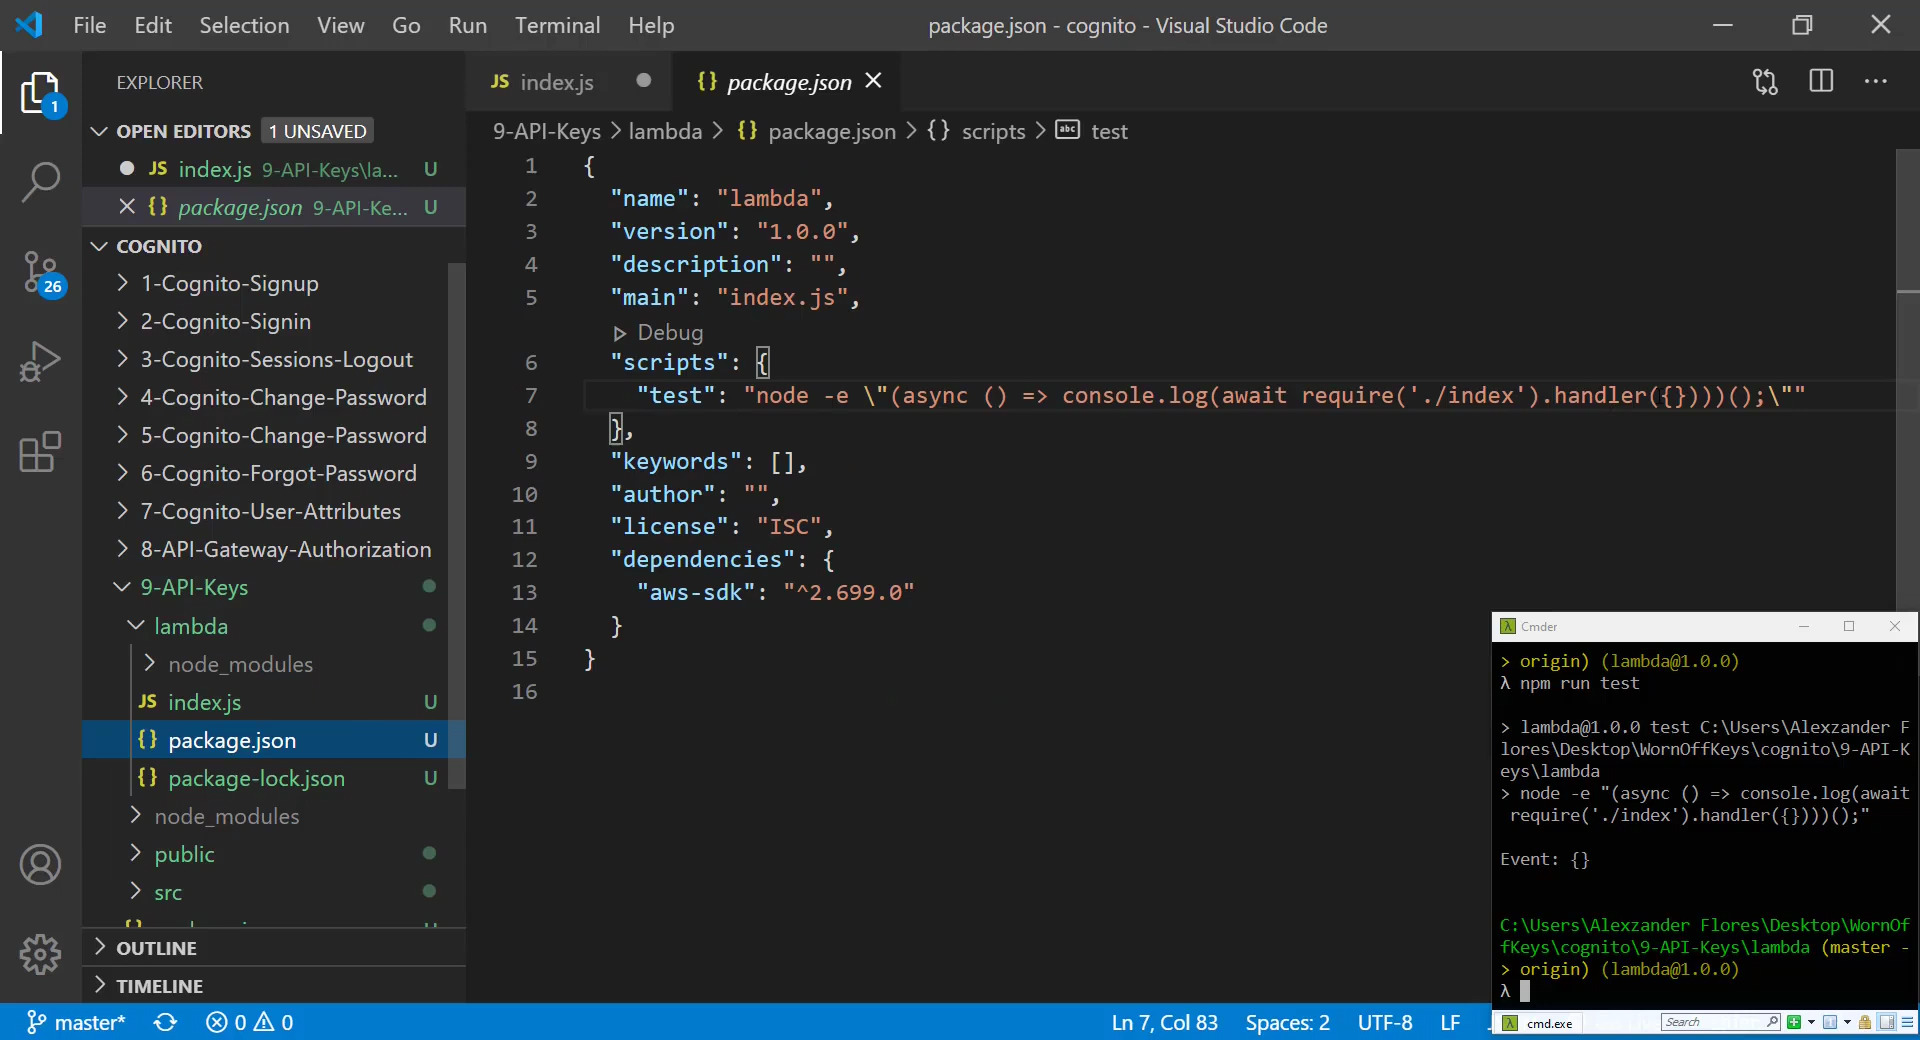 File Edit Selection View Go Run Terminal Help
package.json - cognito - Visual Studio Code
EXPLORER
OPEN EDITORS 1 UNSAVED
JS index.js 9-API-Keys\la... U
{} package.json 9-API-Ke... U
COGNITO
1-Cognito-Signup
2-Cognito-Signin
3-Cognito-Sessions-Logout
4-Cognito-Change-Password
5-Cognito-Change-Password
6-Cognito-Forgot-Password
7-Cognito-User-Attributes
8-API-Gateway-Authorization
9-API-Keys
lambda
node_modules
JS index.js U
{} package.json U
{} package-lock.json U
node_modules
public
src
OUTLINE
TIMELINE
1
26
JS index.js
{} package.json
9-API-Keys > lambda > {} package.json > {} scripts > abc test
1 {
2 "name": "lambda",
3 "version": "1.0.0",
4 "description": "",
5 "main": "index.js",
Debug
6 "scripts": {
7 "test": "node -e \"(async () => console.log(await require('./index').handler({})))();\""
8 },
9 "keywords": [],
10 "author": "",
11 "license": "ISC",
12 "dependencies": {
13 "aws-sdk": "^2.699.0"
14 }
15 }
16
λ Cmder
> origin) (lambda@1.0.0)
λ npm run test
> lambda@1.0.0 test C:\Users\Alexzander F
lores\Desktop\WornOffKeys\cognito\9-API-K
eys\lambda
> node -e "(async () => console.log(await
require('./index').handler({})))();"
Event: {}
C:\Users\Alexzander Flores\Desktop\WornOf
fKeys\cognito\9-API-Keys\lambda (master -
> origin) (lambda@1.0.0)
λ
λ cmd.exe Search
master* 0 0 Ln 7, Col 83 Spaces: 2 UTF-8 LF